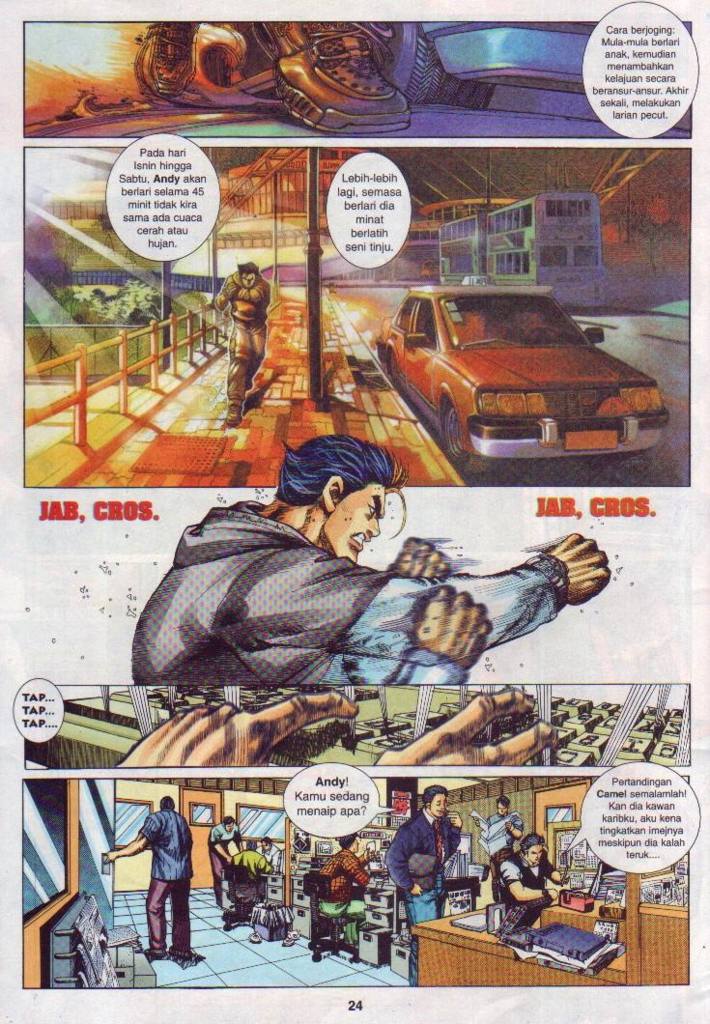 Cara berjoging:
Mula-mula berlari
anak, kemudian
menambahkan
kelajuan secara
beransur-ansur. Akhir
sekali, melakukan
larian pecut.
Pada hari
Isnin hingga
Sabtu, Andy akan
berlari selama 45
minit tidak kira
sama ada cuaca
cerah atau
hujan.
Lebih-lebih
lagi, semasa
berlari dia
minat
berlatih
seni tinju.
JAB, CROS.
JAB, CROS.
TAP...
TAP...
TAP....
Andy!
Kamu sedang
menaip apa?
Pertandingan
Camel semalamlah!
Kan dia kawan
karibku, aku kena
tingkatkan imejnya
meskipun dia kalah
teruk....
24